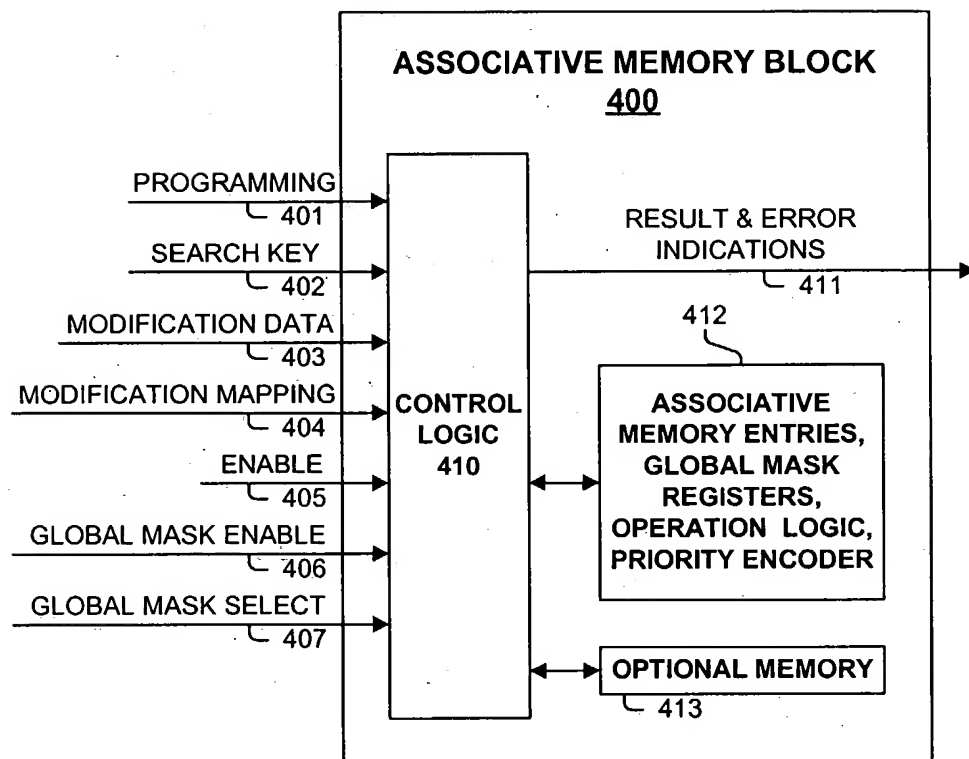 ASSOCIATIVE MEMORY BLOCK
400
PROGRAMMING
401
SEARCH KEY
402
MODIFICATION DATA
403
MODIFICATION MAPPING
404
ENABLE
405
GLOBAL MASK ENABLE
406
GLOBAL MASK SELECT
407
CONTROL
LOGIC
410
RESULT & ERROR
INDICATIONS
411
412
ASSOCIATIVE
MEMORY ENTRIES,
GLOBAL MASK
REGISTERS,
OPERATION LOGIC,
PRIORITY ENCODER
OPTIONAL MEMORY
413